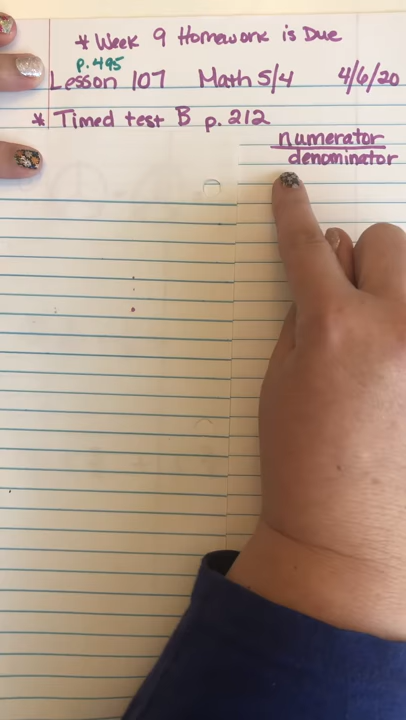 * Week 9 Homework is Due
p.495
Lesson 107 Math 5/4 4/6/20
* Timed test B p.212
numerator
denominator